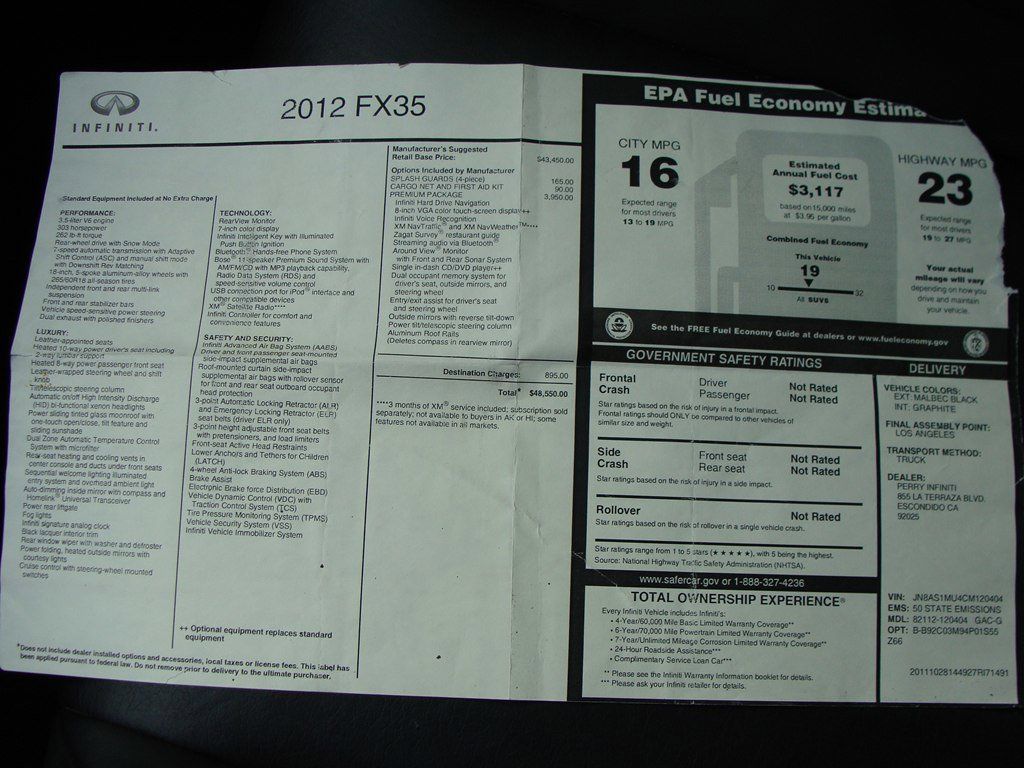 INFINITI.
2012 FX35
Standard Equipment Included at No Extra Charge
PERFORMANCE:
3.5-liter V6 engine
303 horsepower
262 lb-ft torque
Rear-wheel drive with Snow Mode
7-speed automatic transmission with Adaptive
Shift Control (ASC) and manual shift mode
with Downshift Rev Matching
18-inch, 5-spoke aluminum-alloy wheels with
265/60R18 all-season tires
Independent front and rear multi-link
suspension
Front and rear stabilizer bars
Vehicle speed-sensitive power steering
Dual exhaust with polished finishers
LUXURY:
Leather-appointed seats
Heated 10-way power driver's seat including
2-way lumbar support
Heated 8-way power passenger front seat
Leather-wrapped steering wheel and shift
knob
Tilt/telescopic steering column
Automatic on/off High Intensity Discharge
(HID) bi-functional xenon headlights
Power sliding tinted glass moonroof with
one-touch open/close, tilt feature and
sliding sunshade
Dual Zone Automatic Temperature Control
System with microfilter
Rear-seat heating and cooling vents in
center console and ducts under front seats
Sequential welcome lighting illuminated
entry system and overhead ambient light
Auto-dimming inside mirror with compass and
Homelink® Universal Transceiver
Power rear liftgate
Fog lights
Infiniti signature analog clock
Black lacquer interior trim
Rear window wiper with washer and defroster
Power folding, heated outside mirrors with
courtesy lights
Cruise control with steering-wheel mounted
switches
TECHNOLOGY:
RearView Monitor
7-inch color display
Infiniti Intelligent Key with Illuminated
Push Button Ignition
Bluetooth® Hands-free Phone System
Bose® 11-speaker Premium Sound System with
AM/FM/CD with MP3 playback capability,
Radio Data System (RDS) and
speed-sensitive volume control
USB connection port for iPod® interface and
other compatible devices
XM® Satellite Radio****
Infiniti Controller for comfort and
convenience features
SAFETY AND SECURITY:
Infiniti Advanced Air Bag System (AABS)
Driver and front passenger seat-mounted
side-impact supplemental air bags
Roof-mounted curtain side-impact
supplemental air bags with rollover sensor
for front and rear seat outboard occupant
head protection
3-point Automatic Locking Retractor (ALR)
and Emergency Locking Retractor (ELR)
seat belts (driver ELR only)
3-point height adjustable front seat belts
with pretensioners, and load limiters
Front-seat Active Head Restraints
Lower Anchors and Tethers for CHildren
(LATCH)
4-wheel Anti-lock Braking System (ABS)
Brake Assist
Electronic Brake force Distribution (EBD)
Vehicle Dynamic Control (VDC) with
Traction Control System (TCS)
Tire Pressure Monitoring System (TPMS)
Vehicle Security System (VSS)
Infiniti Vehicle Immobilizer System
++ Optional equipment replaces standard
equipment
*Does not include dealer installed options and accessories, local taxes or license fees. This label has
been applied pursuant to federal law. Do not remove prior to delivery to the ultimate purchaser.
Manufacturer's Suggested
Retail Base Price: $43,450.00
Options Included by Manufacturer
SPLASH GUARDS (4-piece) 165.00
CARGO NET AND FIRST AID KIT 90.00
PREMIUM PACKAGE 3,950.00
Infiniti Hard Drive Navigation
8-inch VGA color touch-screen display++
Infiniti Voice Recognition
XM NavTraffic® and XM NavWeather™****
Zagat Survey® restaurant guide
Streaming audio via Bluetooth®
Around View® Monitor
with Front and Rear Sonar System
Single in-dash CD/DVD player++
Dual occupant memory system for
driver's seat, outside mirrors, and
steering wheel
Entry/exit assist for driver's seat
and steering wheel
Outside mirrors with reverse tilt-down
Power tilt/telescopic steering column
Aluminum Roof Rails
(Deletes compass in rearview mirror)
Destination Charges: 895.00
Total* $48,550.00
****3 months of XM® service included; subscription sold
separately; not available to buyers in AK or HI; some
features not available in all markets.
EPA Fuel Economy Estima
CITY MPG
16
Expected range
for most drivers
13 to 19 MPG
Estimated
Annual Fuel Cost
$3,117
based on 15,000 miles
at $3.95 per gallon
Combined Fuel Economy
This Vehicle
19
10 32
All SUVS
HIGHWAY MPG
23
Expected range
for most drivers
19 to 27 MPG
Your actual
mileage will vary
depending on how you
drive and maintain
your vehicle.
See the FREE Fuel Economy Guide at dealers or www.fueleconomy.gov
GOVERNMENT SAFETY RATINGS
Frontal Driver Not Rated
Crash Passenger Not Rated
Star ratings based on the risk of injury in a frontal impact.
Frontal ratings should ONLY be compared to other vehicles of
similar size and weight.
Side Front seat Not Rated
Crash Rear seat Not Rated
Star ratings based on the risk of injury in a side impact.
Rollover Not Rated
Star ratings based on the risk of rollover in a single vehicle crash.
Star ratings range from 1 to 5 stars (★★★★★), with 5 being the highest.
Source: National Highway Traffic Safety Administration (NHTSA).
www.safercar.gov or 1-888-327-4236
TOTAL OWNERSHIP EXPERIENCE®
Every Infiniti Vehicle includes Infiniti's:
• 4-Year/60,000 Mile Basic Limited Warranty Coverage**
• 6-Year/70,000 Mile Powertrain Limited Warranty Coverage**
• 7-Year/Unlimited Mileage Corrosion Limited Warranty Coverage**
• 24-Hour Roadside Assistance***
• Complimentary Service Loan Car***
** Please see the Infiniti Warranty Information booklet for details.
*** Please ask your Infiniti retailer for details.
DELIVERY
VEHICLE COLORS:
EXT: MALBEC BLACK
INT: GRAPHITE
FINAL ASSEMBLY POINT:
LOS ANGELES
TRANSPORT METHOD:
TRUCK
DEALER:
PERRY INFINITI
855 LA TERRAZA BLVD.
ESCONDIDO CA
92025
VIN: JN8AS1MU4CM120404
EMS: 50 STATE EMISSIONS
MDL: 82112-120404 GAC-G
OPT: B-B92C03M94P01S55
Z66
20111028144927RI71491